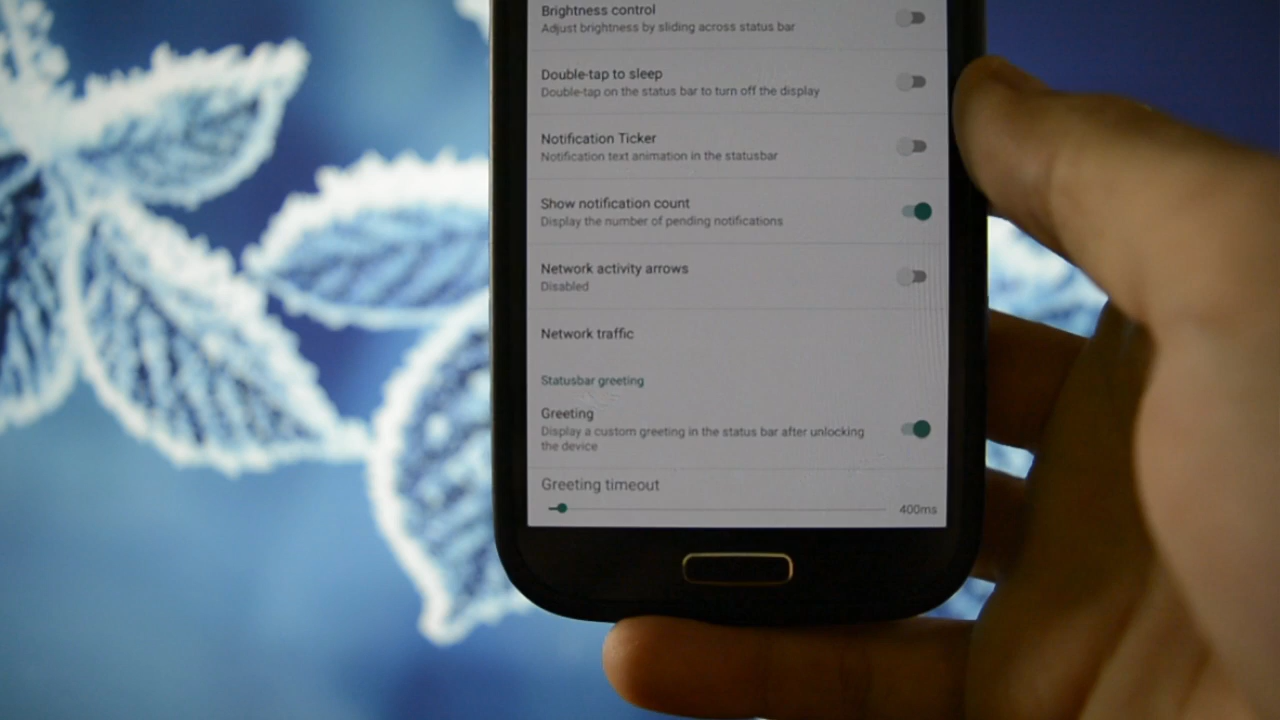 Brightness control
Adjust brightness by sliding across status bar
Double-tap to sleep
Double-tap on the status bar to turn off the display
Notification Ticker
Notification text animation in the statusbar
Show notification count
Display the number of pending notifications
Network activity arrows
Disabled
Network traffic
Statusbar greeting
Greeting
Display a custom greeting in the status bar after unlocking
the device
Greeting timeout
400ms